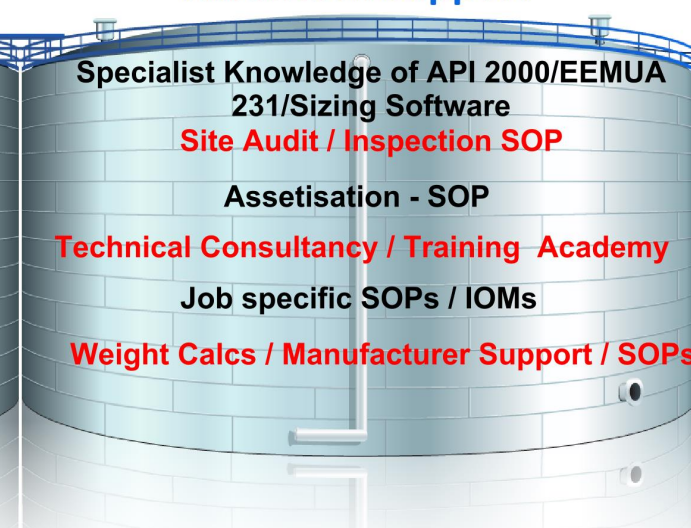 Specialist Knowledge of API 2000/EEMUA
231/Sizing Software
Site Audit / Inspection SOP
Assetisation - SOP
Technical Consultancy / Training Academy
Job specific SOPs / IOMs
Weight Calcs / Manufacturer Support / SOPs